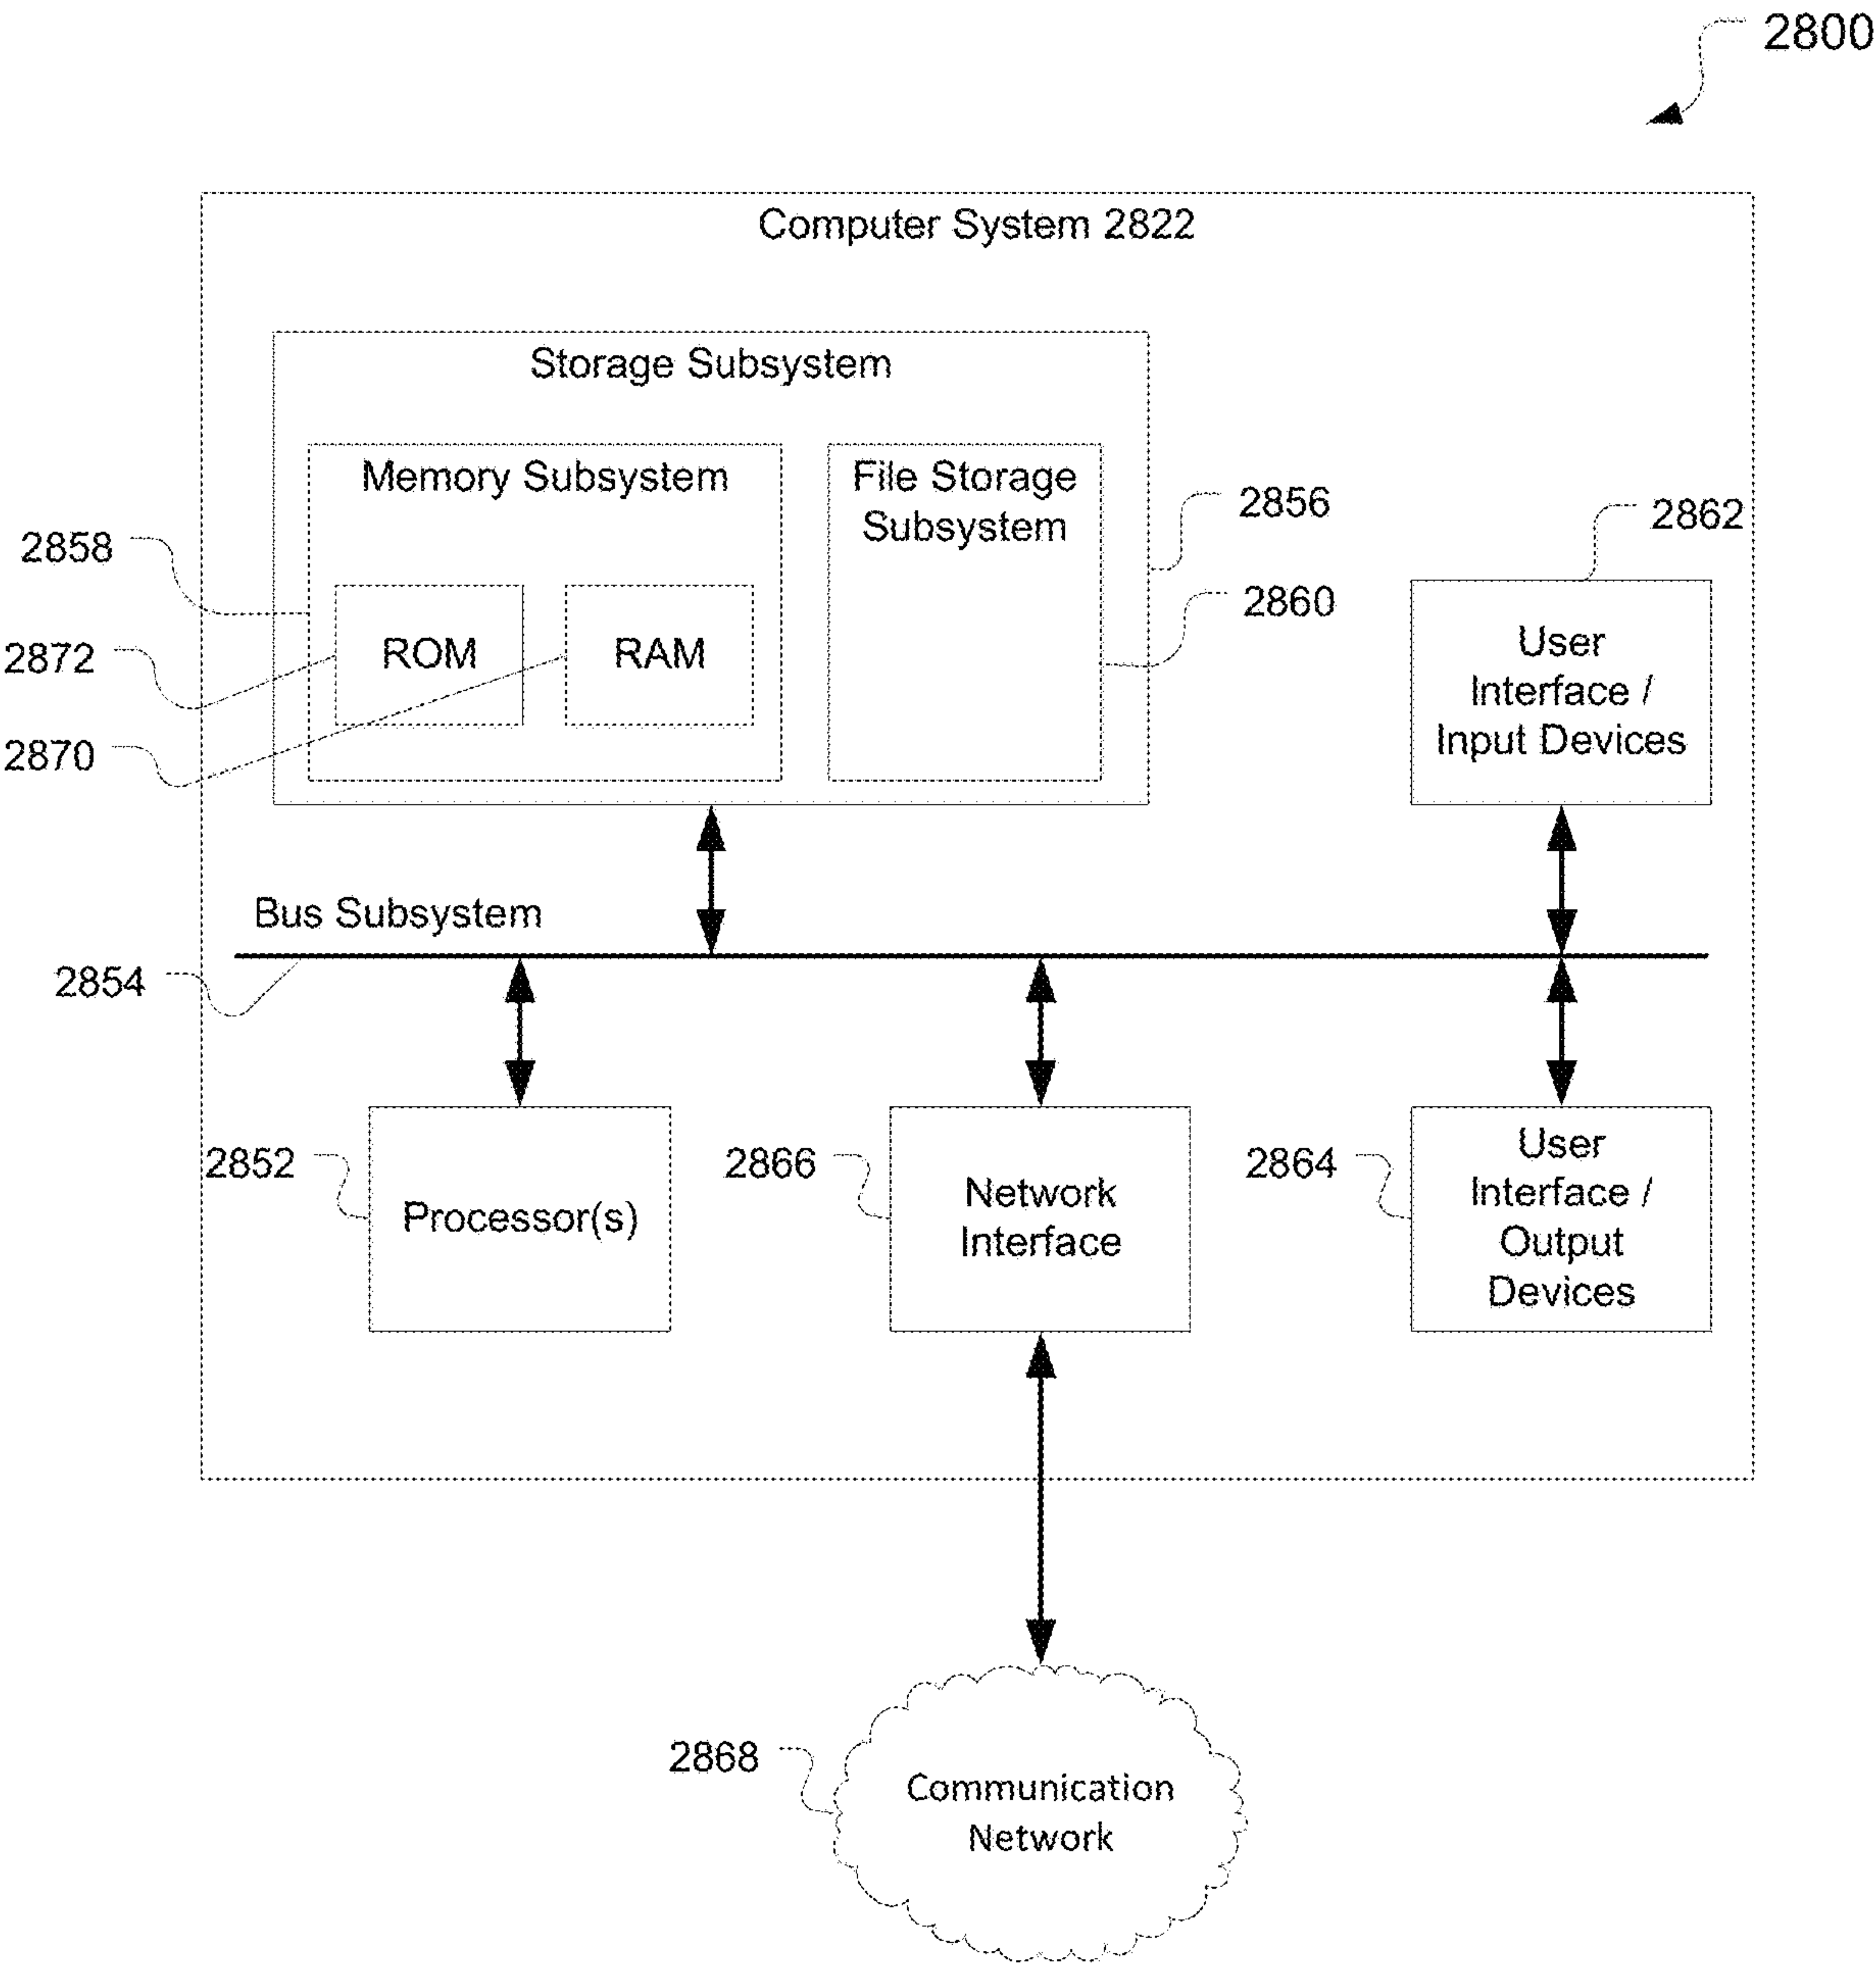 2800
Computer System 2822
Storage Subsystem
Memory Subsystem
File Storage
Subsystem
2856
2862
2858
2860
ROM
RAM
2872
User
Interface /
Input Devices
2870
Bus Subsystem
2854
2852
Processor(s)
2866
Network
Interface
2864
User
Interface /
Output
Devices
2868
Communication
Network